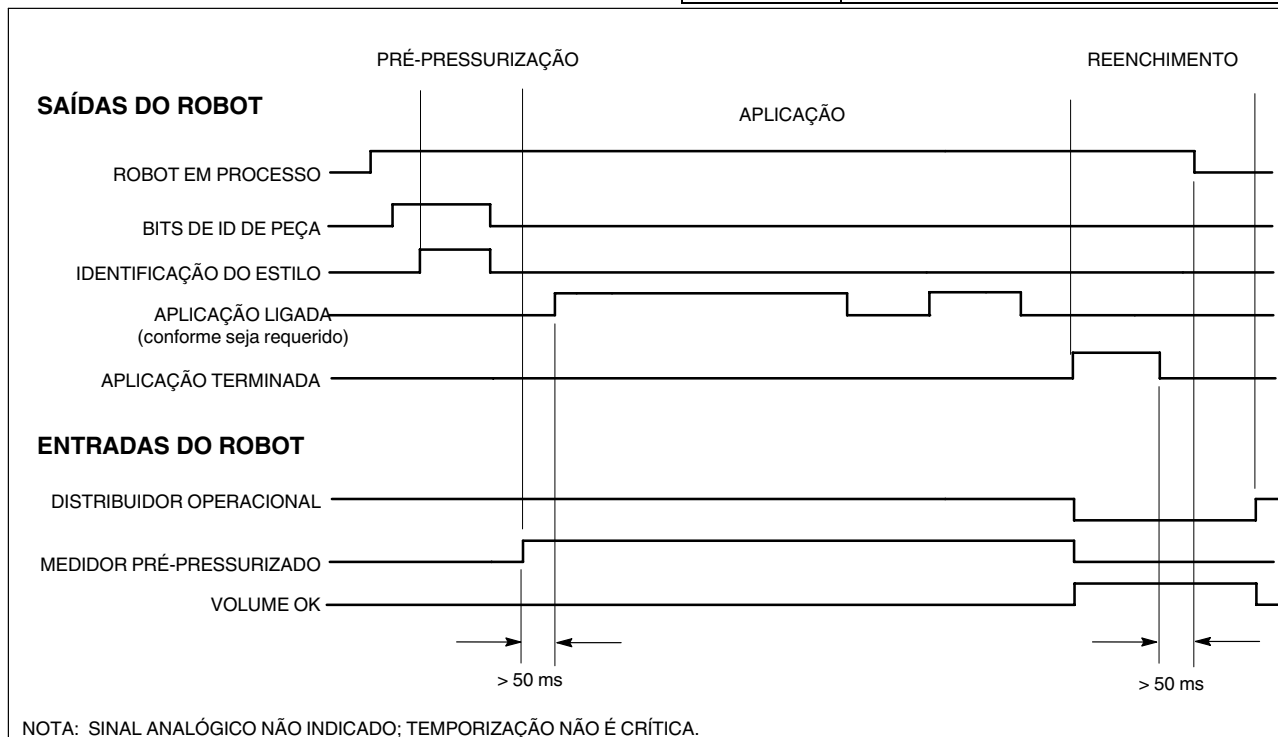 PRÉ-PRESSURIZAÇÃO
REENCHIMENTO
SAÍDAS DO ROBOT
APLICAÇÃO
ROBOT EM PROCESSO
BITS DE ID DE PEÇA
IDENTIFICAÇÃO DO ESTILO
APLICAÇÃO LIGADA
(conforme seja requerido)
APLICAÇÃO TERMINADA
ENTRADAS DO ROBOT
DISTRIBUIDOR OPERACIONAL
MEDIDOR PRÉ-PRESSURIZADO
VOLUME OK
> 50 ms
> 50 ms
NOTA: SINAL ANALÓGICO NÃO INDICADO; TEMPORIZAÇÃO NÃO É CRÍTICA.